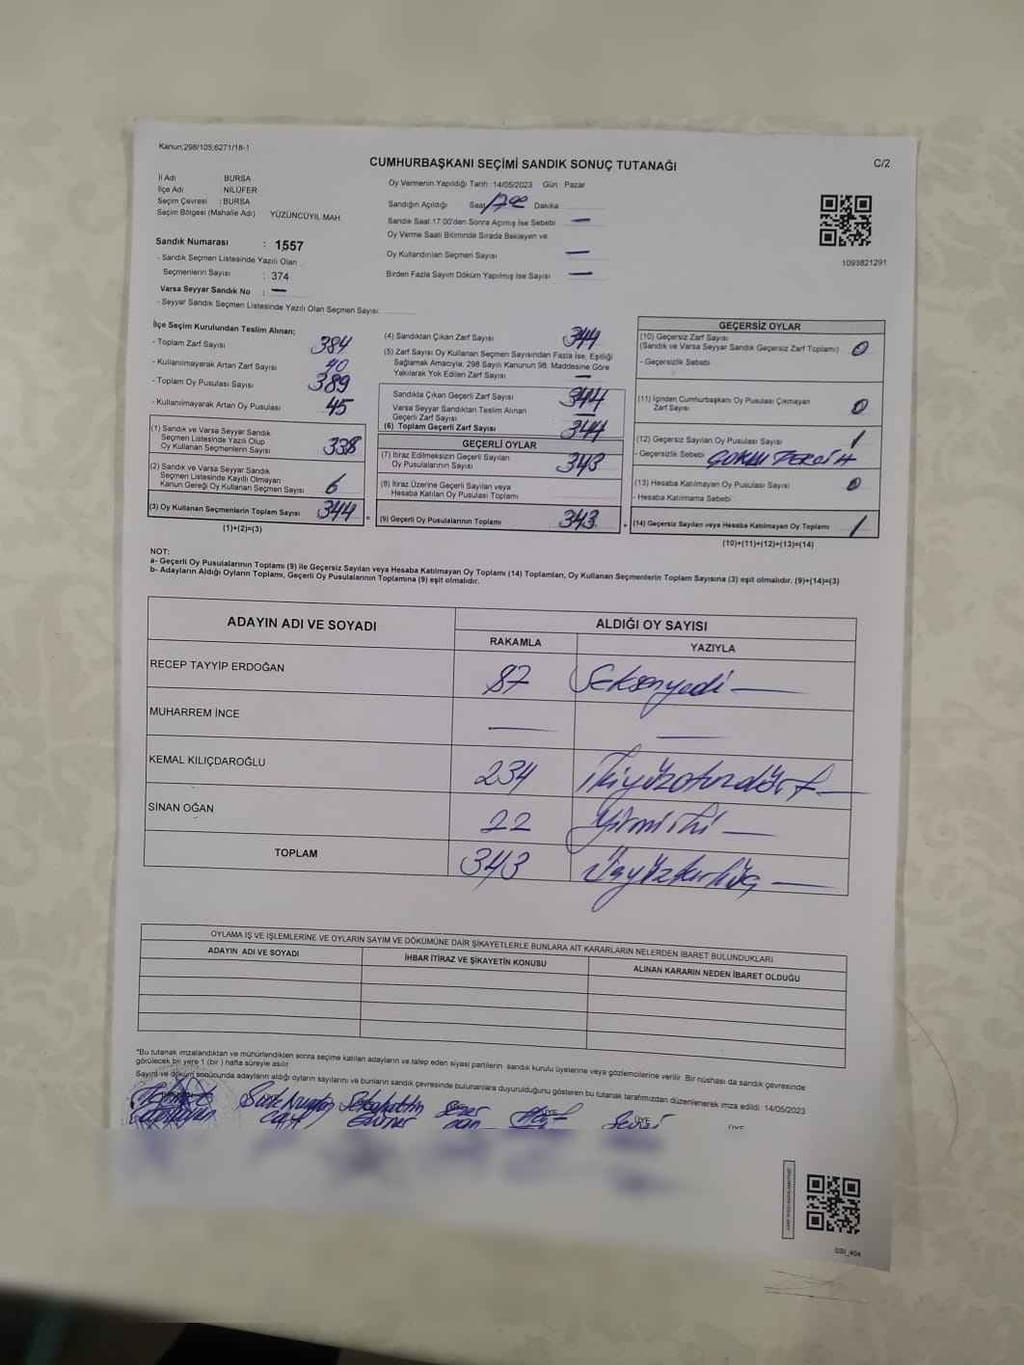 Kanun:298/105;6271/18-1
CUMHURBAŞKANI SEÇİMİ SANDIK SONUÇ TUTANAĞI
C/2
İl Adı BURSA
İlçe Adı NİLÜFER
Seçim Çevresi : BURSA
Seçim Bölgesi (Mahalle Adı) YÜZÜNCÜYIL MAH
Sandık Numarası : 1557
- Sandık Seçmen Listesinde Yazılı Olan
Seçmenlerin Sayısı : 374
Varsa Seyyar Sandık No : —
- Seyyar Sandık Seçmen Listesinde Yazılı Olan Seçmen Sayısı
Oy Vermenin Yapıldığı Tarih :14/05/2023 Gün : Pazar
Sandığın Açıldığı Saat 17 00 Dakika
Sandık Saat 17.00'dan Sonra Açılmış İse Sebebi —
Oy Verme Saati Bitiminde Sırada Bekleyen ve
Oy Kullandırılan Seçmen Sayısı —
Birden Fazla Sayım Döküm Yapılmış İse Sayısı —
1093821291
İlçe Seçim Kurulundan Teslim Alınan;
- Toplam Zarf Sayısı 384
- Kullanılmayarak Artan Zarf Sayısı 40
- Toplam Oy Pusulası Sayısı 389
- Kullanılmayarak Artan Oy Pusulası 45
(1) Sandık ve Varsa Seyyar Sandık
Seçmen Listesinde Yazılı Olup
Oy Kullanan Seçmenlerin Sayısı 338
(2) Sandık ve Varsa Seyyar Sandık
Seçmen Listesinde Kayıtlı Olmayan
Kanun Gereği Oy Kullanan Seçmen Sayısı 6
(3) Oy Kullanan Seçmenlerin Toplam Sayısı 344
(1)+(2)=(3)
(4) Sandıktan Çıkan Zarf Sayısı 344
(5) Zarf Sayısı Oy Kullanan Seçmen Sayısından Fazla İse, Eşitliği
Sağlamak Amacıyla, 298 Sayılı Kanunun 98. Maddesine Göre
Yakılarak Yok Edilen Zarf Sayısı —
Sandıkta Çıkan Geçerli Zarf Sayısı 344
Varsa Seyyar Sandıktan Teslim Alınan
Geçerli Zarf Sayısı —
(6) Toplam Geçerli Zarf Sayısı 344
GEÇERLİ OYLAR
(7) İtiraz Edilmeksizin Geçerli Sayılan
Oy Pusulalarının Sayısı 343
(8) İtiraz Üzerine Geçerli Sayılan veya
Hesaba Katılan Oy Pusulası Toplamı
(9) Geçerli Oy Pusulalarının Toplamı 343
GEÇERSİZ OYLAR
(10) Geçersiz Zarf Sayısı
(Sandık ve Varsa Seyyar Sandık Geçersiz Zarf Toplamı) 0
- Geçersizlik Sebebi
(11) İçinden Cumhurbaşkanı Oy Pusulası Çıkmayan
Zarf Sayısı 0
(12) Geçersiz Sayılan Oy Pusulası Sayısı 1
- Geçersizlik Sebebi
(13) Hesaba Katılmayan Oy Pusulası Sayısı 0
- Hesaba Katılmama Sebebi
(14) Geçersiz Sayılan veya Hesaba Katılmayan Oy Toplamı 1
(10)+(11)+(12)+(13)=(14)
NOT:
a- Geçerli Oy Pusulalarının Toplamı (9) ile Geçersiz Sayılan veya Hesaba Katılmayan Oy Toplamı (14) Toplamları, Oy Kullanan Seçmenlerin Toplam Sayısına (3) eşit olmalıdır. (9)+(14)=(3)
b- Adayların Aldığı Oyların Toplamı, Geçerli Oy Pusulalarının Toplamına (9) eşit olmalıdır.
ADAYIN ADI VE SOYADI ALDIĞI OY SAYISI
RAKAMLA YAZIYLA
RECEP TAYYİP ERDOĞAN 87 Seksenyedi —
MUHARREM İNCE — —
KEMAL KILIÇDAROĞLU 234 İkiyüzotuzdört —
SİNAN OĞAN 22 Yirmi iki —
TOPLAM 343 Üçyüzkırküç —
OYLAMA İŞ VE İŞLEMLERİNE VE OYLARIN SAYIM VE DÖKÜMÜNE DAİR ŞİKAYETLERLE BUNLARA AİT KARARLARIN NELERDEN İBARET BULUNDUKLARI
ADAYIN ADI VE SOYADI İHBAR İTİRAZ VE ŞİKAYETİN KONUSU ALINAN KARARIN NEDEN İBARET OLDUĞU
*Bu tutanak imzalandıktan ve mühürlendikten sonra seçime katılan adayların ve talep eden siyasi partilerin sandık kurulu üyelerine veya gözlemcilerine verilir. Bir nüshası da sandık çevresinde
görülecek bir yere 1 (bir) hafta süreyle asılır.
Sayım ve döküm sonucunda adayların aldığı oyların sayılarını ve bunların sandık çevresinde bulunanlara duyurulduğunu gösteren bu tutanak tarafımızdan düzenlenerek imza edildi. 14/05/2023
ÜYE ÜYE ÜYE